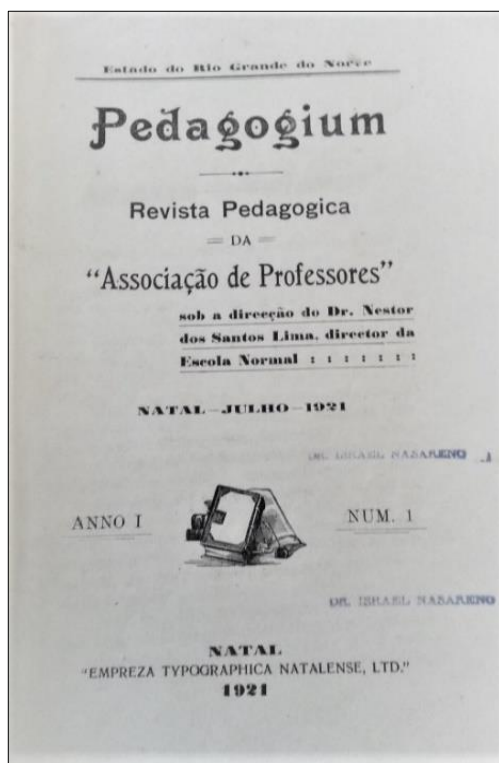 Estado do Rio Grande do Norte
Pedagogium
Revista Pedagogica
DA
“Associação de Professores”
sob a direcção do Dr. Nestor
dos Santos Lima, director da
Escola Normal : : : : : : :
NATAL—JULHO—1921
DR. ISRAEL NAZARENO
ANNO I
NUM. 1
DR. ISRAEL NAZARENO
NATAL
“EMPREZA TYPOGRAPHICA NATALENSE, LTD.”
1921